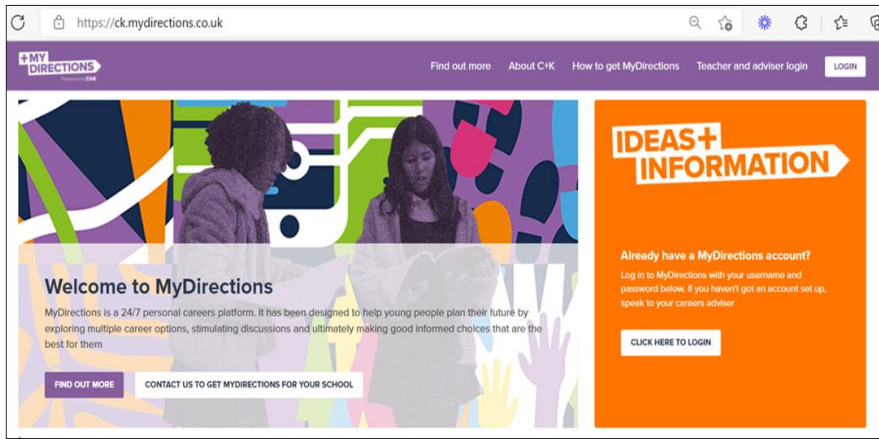 https://ck.mydirections.co.uk
+MY
DIRECTIONS
Powered by C+K
Find out more About C+K How to get MyDirections Teacher and adviser login LOGIN
IDEAS+
INFORMATION
Already have a MyDirections account?
Log in to MyDirections with your username and
password below. If you haven't got an account set up,
speak to your careers adviser
CLICK HERE TO LOGIN
Welcome to MyDirections
MyDirections is a 24/7 personal careers platform. It has been designed to help young people plan their future by
exploring multiple career options, stimulating discussions and ultimately making good informed choices that are the
best for them
FIND OUT MORE CONTACT US TO GET MYDIRECTIONS FOR YOUR SCHOOL